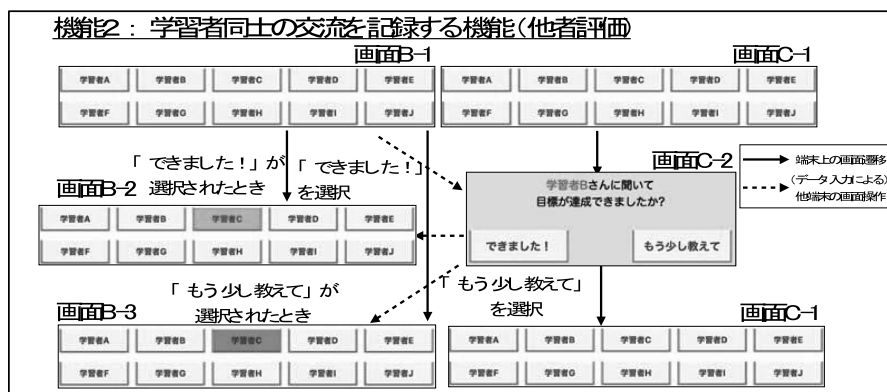 機能2：学習者同士の交流を記録する機能(他者評価)
画面B-1
学習者A 学習者B 学習者C 学習者D 学習者E
学習者F 学習者G 学習者H 学習者I 学習者J
画面C-1
学習者A 学習者B 学習者C 学習者D 学習者E
学習者F 学習者G 学習者H 学習者I 学習者J
「できました！」が
選択されたとき
「できました！」
を選択
画面C-2
学習者Bさんに聞いて
目標が達成できましたか?
できました！ もう少し教えて
端末上の画面遷移
(データ入力による)
他端末の画面操作
画面B-2
学習者A 学習者B 学習者C 学習者D 学習者E
学習者F 学習者G 学習者H 学習者I 学習者J
「もう少し教えて」が
選択されたとき
「もう少し教えて」
を選択
画面B-3
学習者A 学習者B 学習者C 学習者D 学習者E
学習者F 学習者G 学習者H 学習者I 学習者J
画面C-1
学習者A 学習者B 学習者C 学習者D 学習者E
学習者F 学習者G 学習者H 学習者I 学習者J